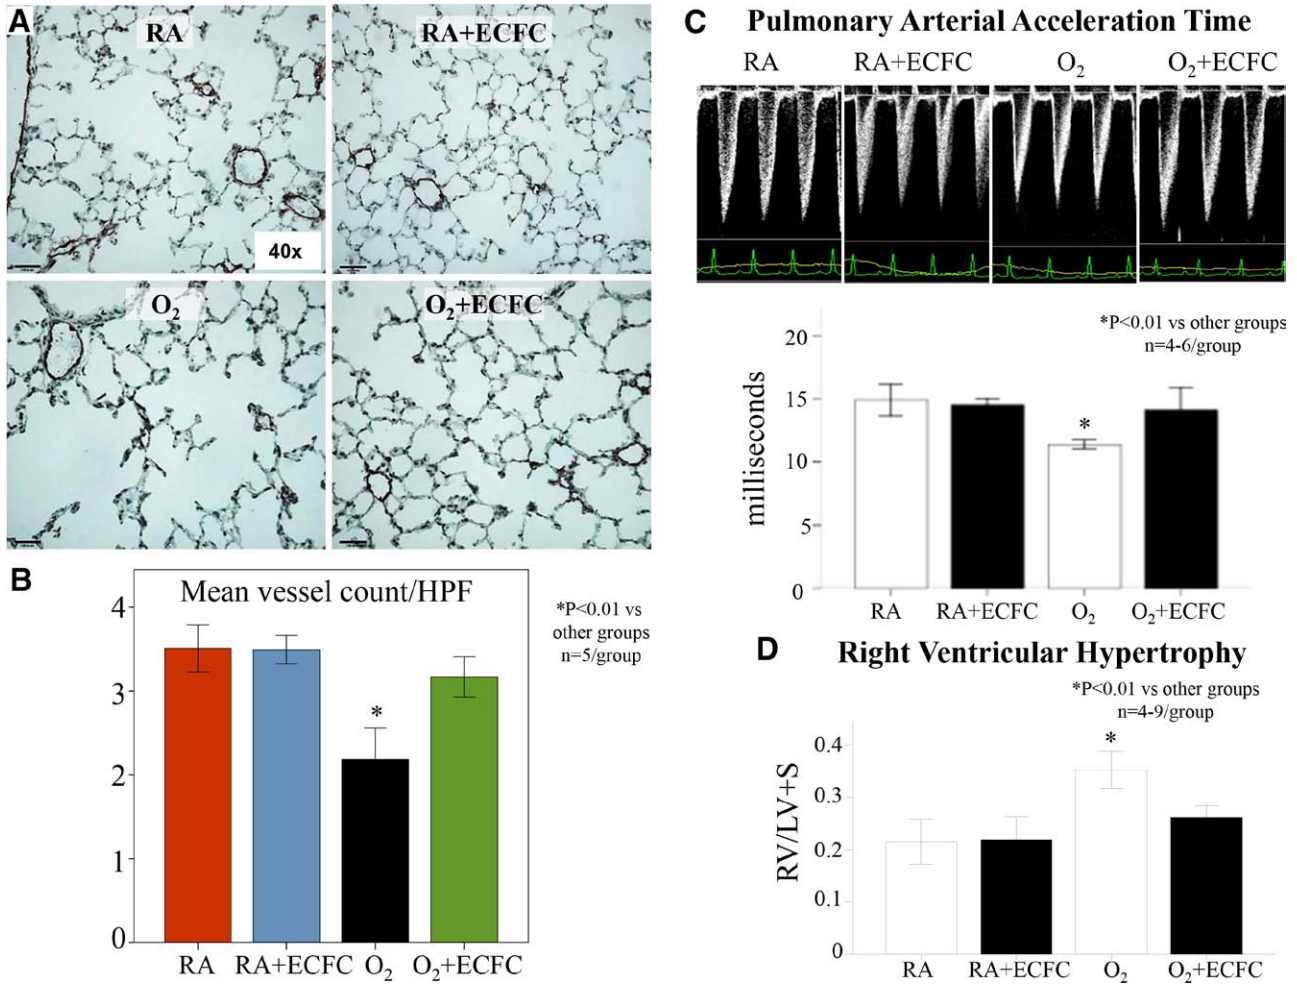 A
RA
RA+ECFC
40x
O2
O2+ECFC
B
Mean vessel count/HPF
*P<0.01 vs
other groups
n=5/group
4
3
2
1
0
*
RA
RA+ECFC
O2
O2+ECFC
C
Pulmonary Arterial Acceleration Time
RA
RA+ECFC
O2
O2+ECFC
*P<0.01 vs other groups
n=4-6/group
milliseconds
20
15
10
5
0
*
RA
RA+ECFC
O2
O2+ECFC
D
Right Ventricular Hypertrophy
*P<0.01 vs other groups
n=4-9/group
RV/LV+S
0.4
0.3
0.2
0.1
0
*
RA
RA+ECFC
O2
O2+ECFC